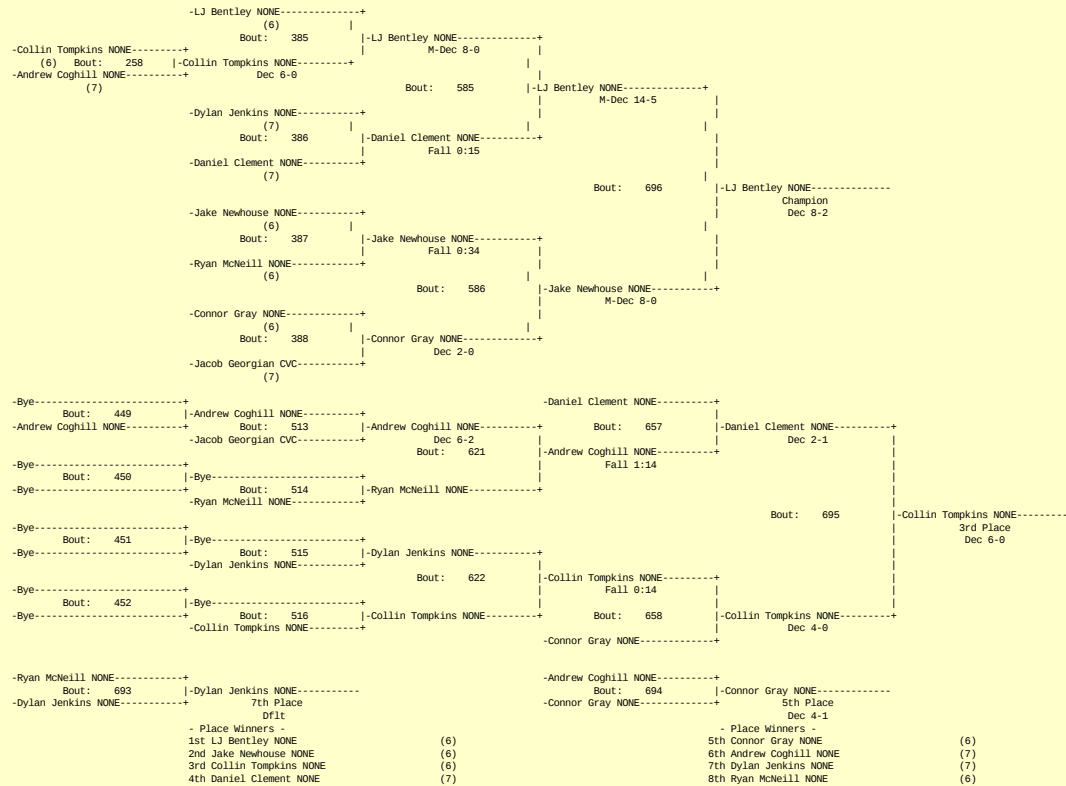 -LJ Bentley NONE--------------+
(6) |
Bout: 385 |-LJ Bentley NONE--------------+
-Collin Tompkins NONE---------+ | M-Dec 8-0 |
(6) Bout: 258 |-Collin Tompkins NONE---------+ |
-Andrew Coghill NONE----------+ Dec 6-0 |
(7) Bout: 585 |-LJ Bentley NONE--------------+
| M-Dec 14-5 |
-Dylan Jenkins NONE-----------+ | |
(7) | | |
Bout: 386 |-Daniel Clement NONE----------+ |
| Fall 0:15 |
-Daniel Clement NONE----------+ |
(7) |
Bout: 696 |-LJ Bentley NONE--------------
| Champion
-Jake Newhouse NONE-----------+ | Dec 8-2
(6) | |
Bout: 387 |-Jake Newhouse NONE-----------+ |
| Fall 0:34 | |
-Ryan McNeill NONE------------+ | |
(6) | |
Bout: 586 |-Jake Newhouse NONE-----------+
| M-Dec 8-0
-Connor Gray NONE-------------+ |
(6) | |
Bout: 388 |-Connor Gray NONE-------------+
| Dec 2-0
-Jacob Georgian CVC-----------+
(7)
-Bye--------------------------+ -Daniel Clement NONE----------+
Bout: 449 |-Andrew Coghill NONE----------+ |
-Andrew Coghill NONE----------+ Bout: 513 |-Andrew Coghill NONE----------+ Bout: 657 |-Daniel Clement NONE----------+
-Jacob Georgian CVC-----------+ Dec 6-2 | | Dec 2-1 |
Bout: 621 |-Andrew Coghill NONE----------+ |
-Bye--------------------------+ | Fall 1:14 |
Bout: 450 |-Bye--------------------------+ | |
-Bye--------------------------+ Bout: 514 |-Ryan McNeill NONE------------+ |
-Ryan McNeill NONE------------+ |
Bout: 695 |-Collin Tompkins NONE---------
-Bye--------------------------+ | 3rd Place
Bout: 451 |-Bye--------------------------+ | Dec 6-0
-Bye--------------------------+ Bout: 515 |-Dylan Jenkins NONE-----------+ |
-Dylan Jenkins NONE-----------+ | |
Bout: 622 |-Collin Tompkins NONE---------+ |
-Bye--------------------------+ | Fall 0:14 | |
Bout: 452 |-Bye--------------------------+ | | |
-Bye--------------------------+ Bout: 516 |-Collin Tompkins NONE---------+ Bout: 658 |-Collin Tompkins NONE---------+
-Collin Tompkins NONE---------+ | Dec 4-0
-Connor Gray NONE-------------+
-Ryan McNeill NONE------------+ -Andrew Coghill NONE----------+
Bout: 693 |-Dylan Jenkins NONE----------- Bout: 694 |-Connor Gray NONE-------------
-Dylan Jenkins NONE-----------+ 7th Place -Connor Gray NONE-------------+ 5th Place
Dflt Dec 4-1
- Place Winners - - Place Winners -
1st LJ Bentley NONE (6) 5th Connor Gray NONE (6)
2nd Jake Newhouse NONE (6) 6th Andrew Coghill NONE (7)
3rd Collin Tompkins NONE (6) 7th Dylan Jenkins NONE (7)
4th Daniel Clement NONE (7) 8th Ryan McNeill NONE (6)